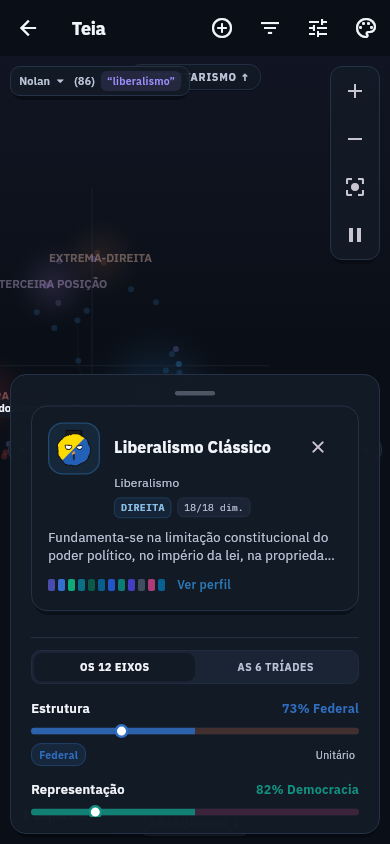 Teia
Nolan (86) “liberalismo”
ARISMO ↑
EXTREMA-DIREITA
TERCEIRA POSIÇÃO
Liberalismo Clássico
Liberalismo
DIREITA 18/18 dim.
Fundamenta-se na limitação constitucional do
poder político, no império da lei, na proprieda...
Ver perfil
OS 12 EIXOS AS 6 TRÍADES
Estrutura 73% Federal
Federal Unitário
Representação 82% Democracia